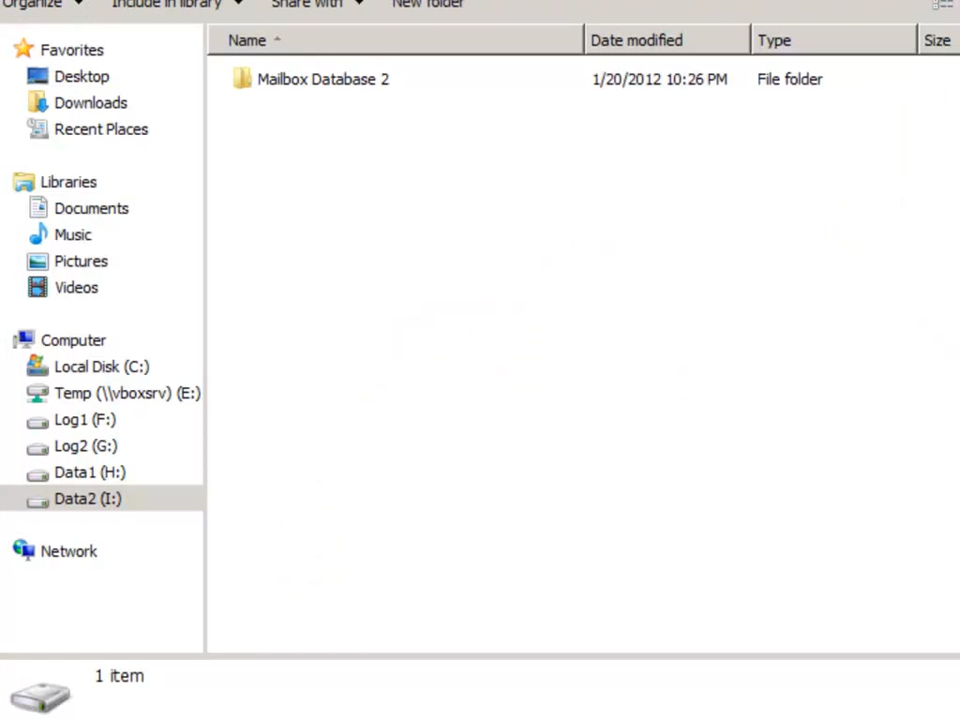 Organize Include in library Share with New folder
Name Date modified Type Size
Favorites
Desktop
Downloads
Recent Places
Libraries
Documents
Music
Pictures
Videos
Computer
Local Disk (C:)
Temp (\\vboxsrv) (E:)
Log1 (F:)
Log2 (G:)
Data1 (H:)
Data2 (I:)
Network
Mailbox Database 2 1/20/2012 10:26 PM File folder
1 item